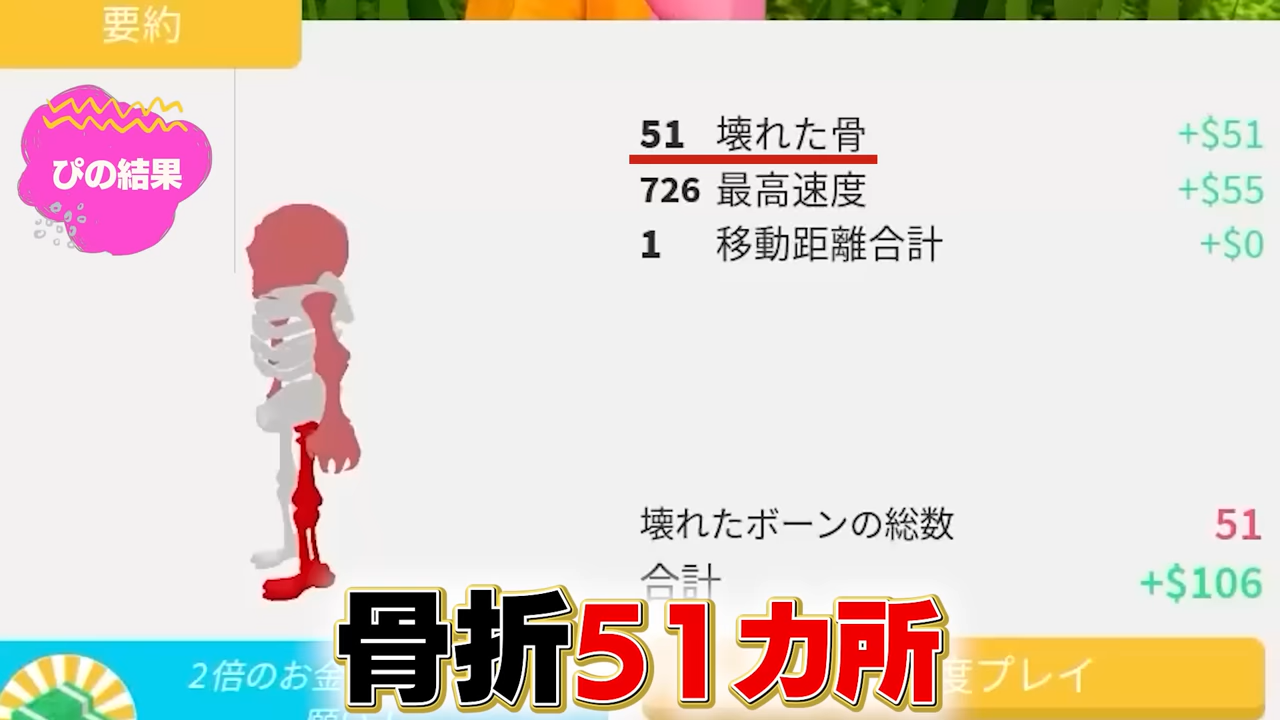 要約
ぴの結果
51 壊れた骨 +$51
726 最高速度 +$55
1 移動距離合計 +$0
壊れたボーンの総数 51
合計 +$106
2倍のお金
度プレイ
骨折51カ所